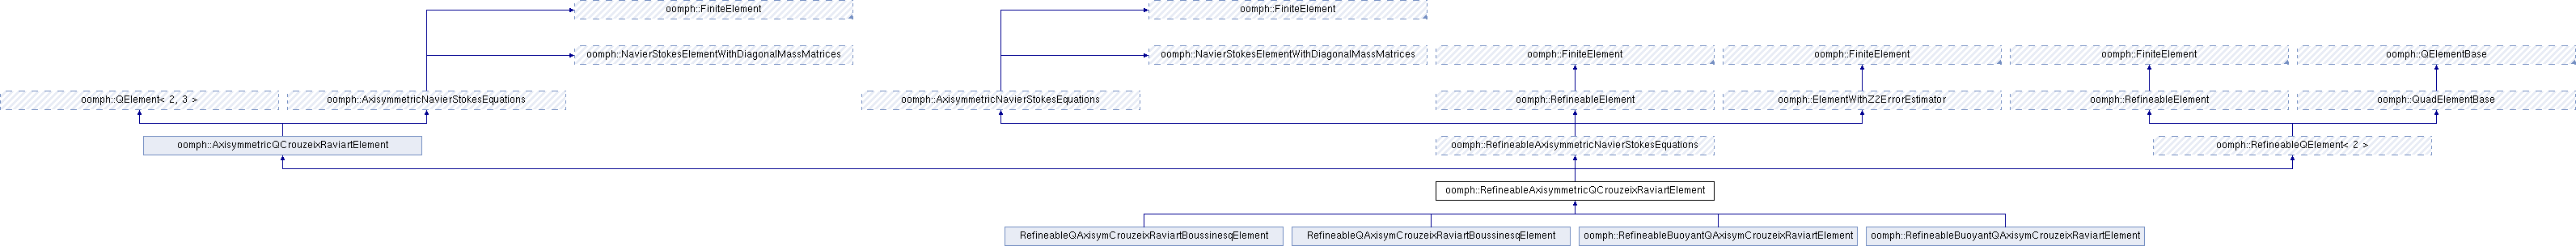 oomph::FiniteElement
oomph::FiniteElement
oomph::NavierStokesElementWithDiagonalMassMatrices
oomph::NavierStokesElementWithDiagonalMassMatrices
oomph::FiniteElement
oomph::FiniteElement
oomph::FiniteElement
oomph::QElementBase
oomph::QElement< 2, 3 >
oomph::AxisymmetricNavierStokesEquations
oomph::AxisymmetricNavierStokesEquations
oomph::RefineableElement
oomph::ElementWithZ2ErrorEstimator
oomph::RefineableElement
oomph::QuadElementBase
oomph::AxisymmetricQCrouzeixRaviartElement
oomph::RefineableAxisymmetricNavierStokesEquations
oomph::RefineableQElement< 2 >
oomph::RefineableAxisymmetricQCrouzeixRaviartElement
RefineableQAxisymCrouzeixRaviartBoussinesqElement
RefineableQAxisymCrouzeixRaviartBoussinesqElement
oomph::RefineableBuoyantQAxisymCrouzeixRaviartElement
oomph::RefineableBuoyantQAxisymCrouzeixRaviartElement